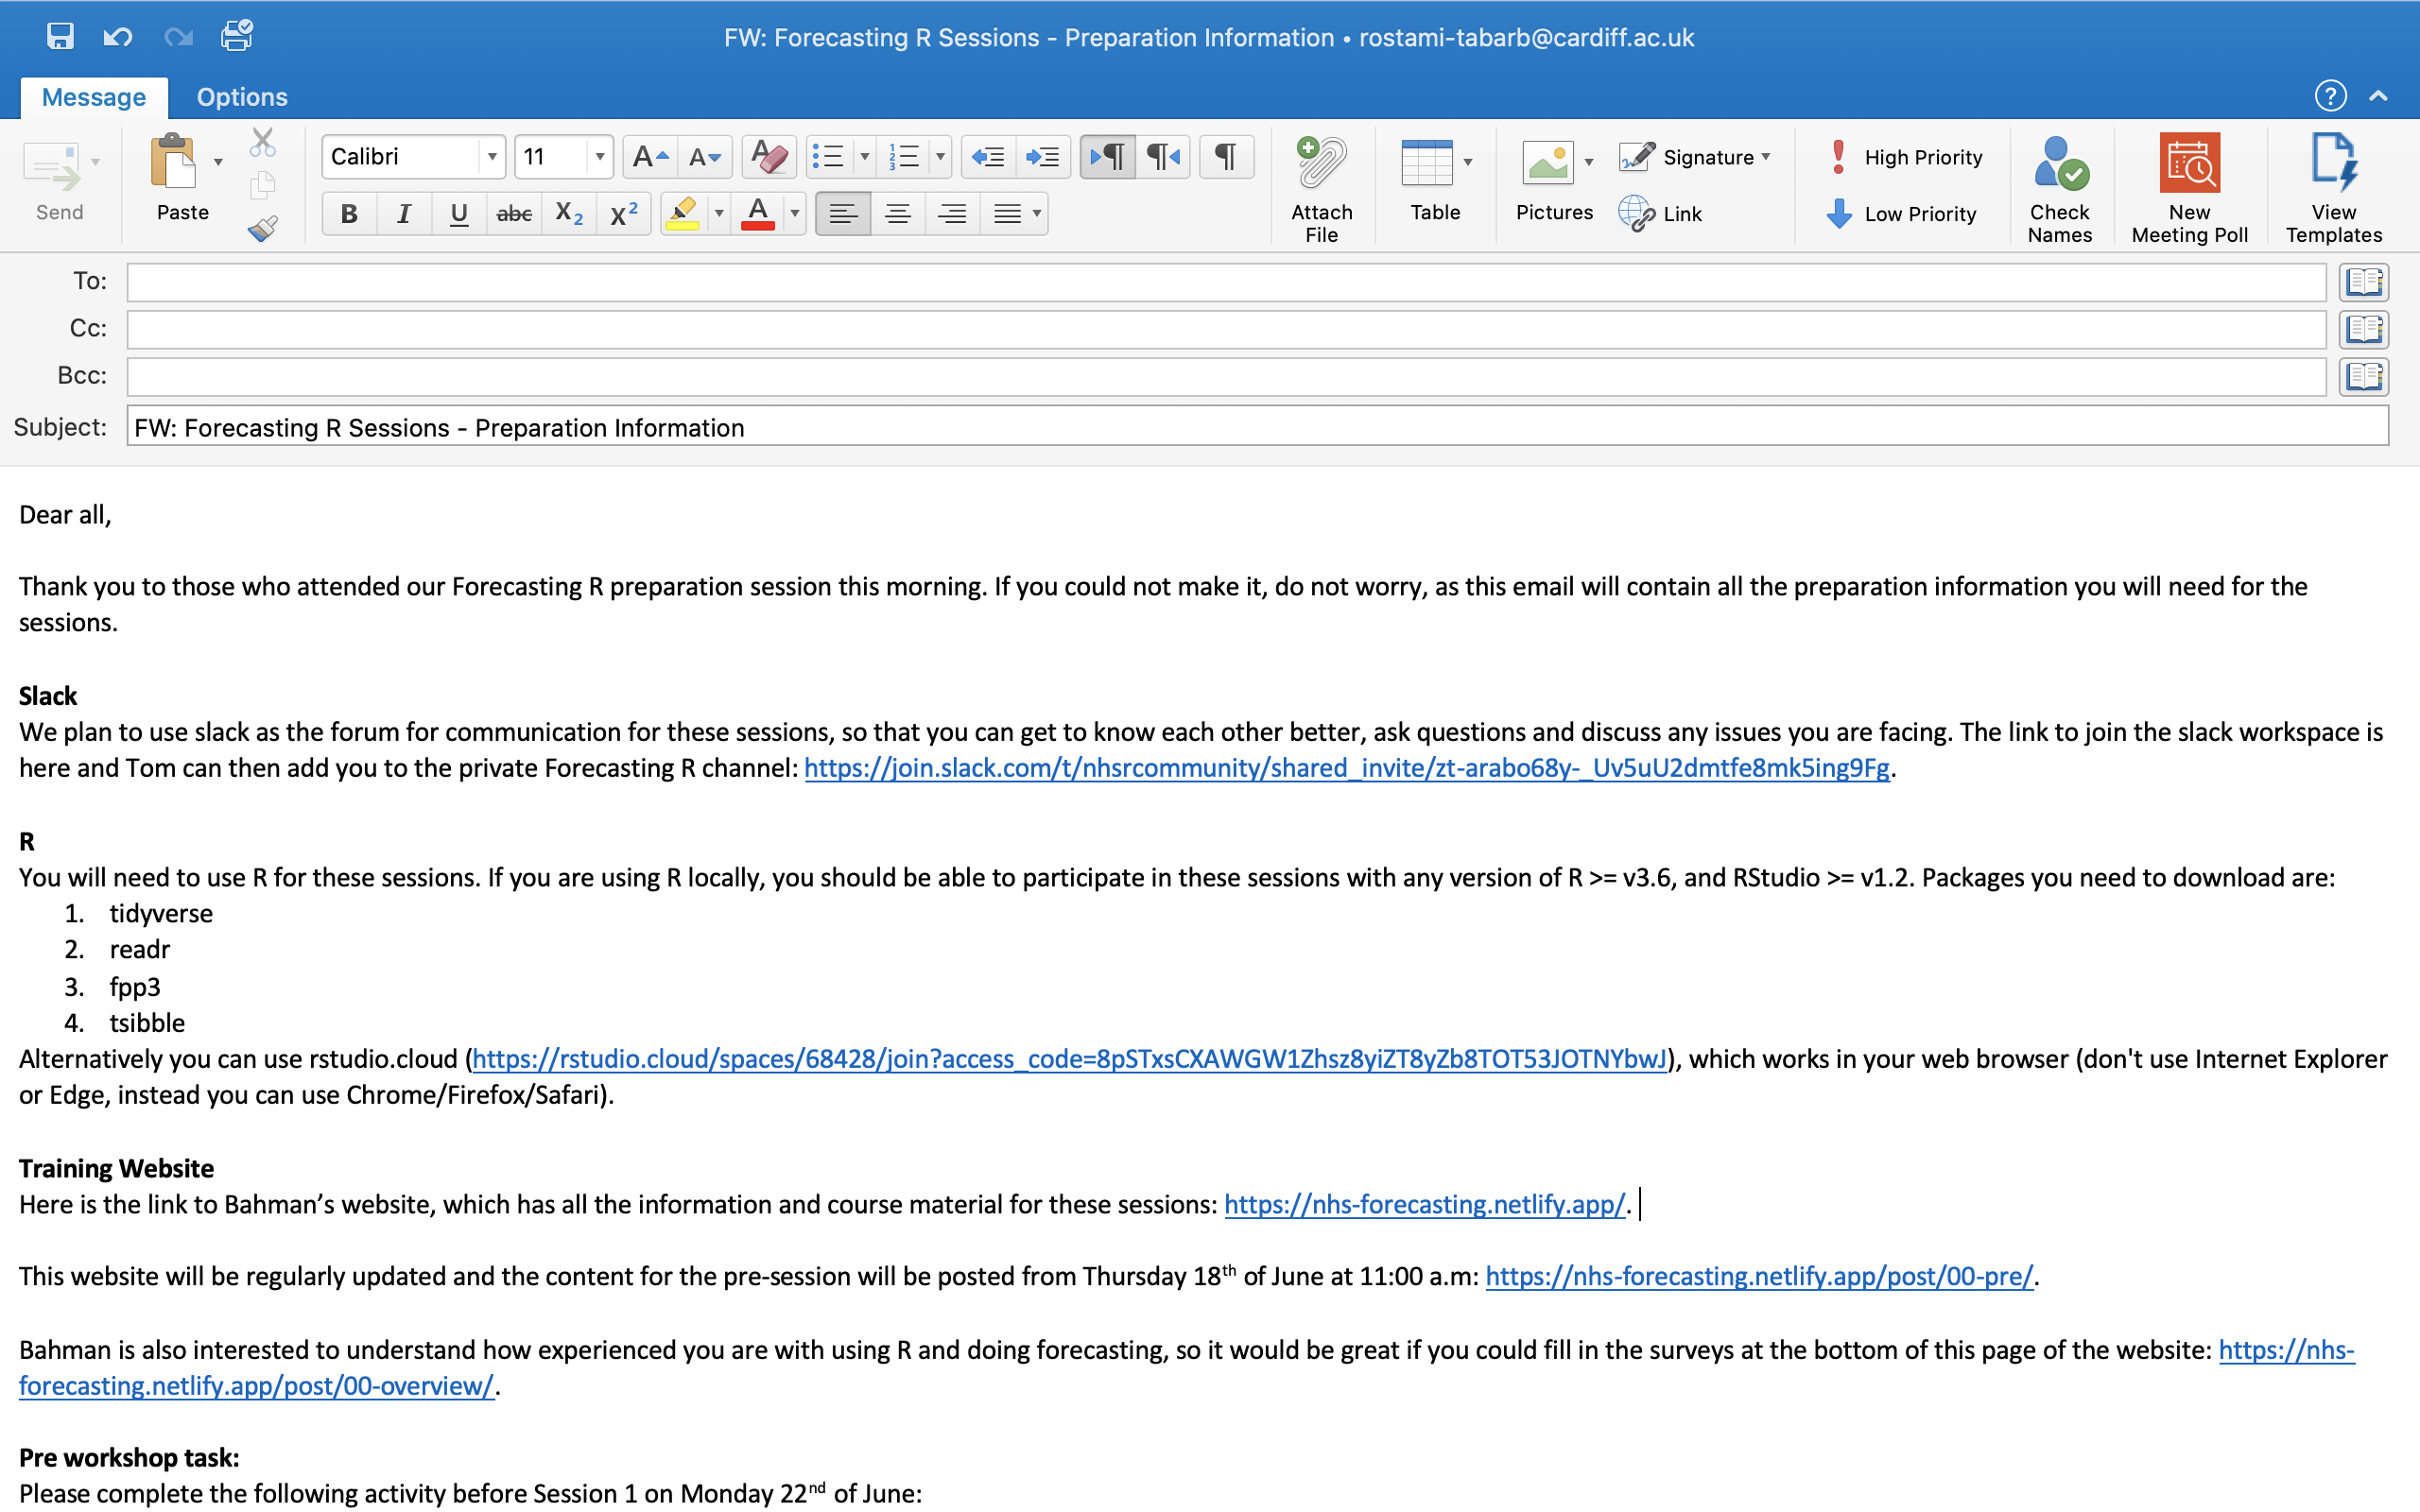 FW: Forecasting R Sessions - Preparation Information • rostami-tabarb@cardiff.ac.uk
Message Options
Send
Paste
Calibri 11
Attach File
Table
Pictures
Signature
Link
High Priority
Low Priority
Check Names
New Meeting Poll
View Templates
To:
Cc:
Bcc:
Subject: FW: Forecasting R Sessions - Preparation Information
Dear all,
Thank you to those who attended our Forecasting R preparation session this morning. If you could not make it, do not worry, as this email will contain all the preparation information you will need for the
sessions.
Slack
We plan to use slack as the forum for communication for these sessions, so that you can get to know each other better, ask questions and discuss any issues you are facing. The link to join the slack workspace is
here and Tom can then add you to the private Forecasting R channel: https://join.slack.com/t/nhsrcommunity/shared_invite/zt-arabo68y-_Uv5uU2dmtfe8mk5ing9Fg.
R
You will need to use R for these sessions. If you are using R locally, you should be able to participate in these sessions with any version of R >= v3.6, and RStudio >= v1.2. Packages you need to download are:
1. tidyverse
2. readr
3. fpp3
4. tsibble
Alternatively you can use rstudio.cloud (https://rstudio.cloud/spaces/68428/join?access_code=8pSTxsCXAWGW1Zhsz8yiZT8yZb8TOT53JOTNYbwJ), which works in your web browser (don't use Internet Explorer
or Edge, instead you can use Chrome/Firefox/Safari).
Training Website
Here is the link to Bahman’s website, which has all the information and course material for these sessions: https://nhs-forecasting.netlify.app/.
This website will be regularly updated and the content for the pre-session will be posted from Thursday 18th of June at 11:00 a.m: https://nhs-forecasting.netlify.app/post/00-pre/.
Bahman is also interested to understand how experienced you are with using R and doing forecasting, so it would be great if you could fill in the surveys at the bottom of this page of the website: https://nhs-
forecasting.netlify.app/post/00-overview/.
Pre workshop task:
Please complete the following activity before Session 1 on Monday 22nd of June: